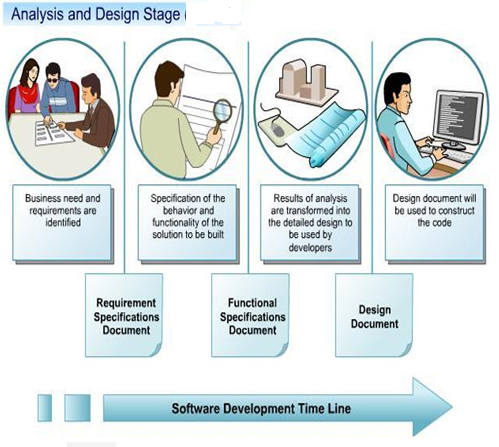 Analysis and Design Stage (
Business need and
requirements are
identified
Specification of the
behavior and
functionality of the
solution to be built
Results of analysis
are transformed into
the detailed design to
be used by
developers
Design document will
be used to construct
the code
Requirement
Specifications
Document
Functional
Specifications
Document
Design
Document
Software Development Time Line